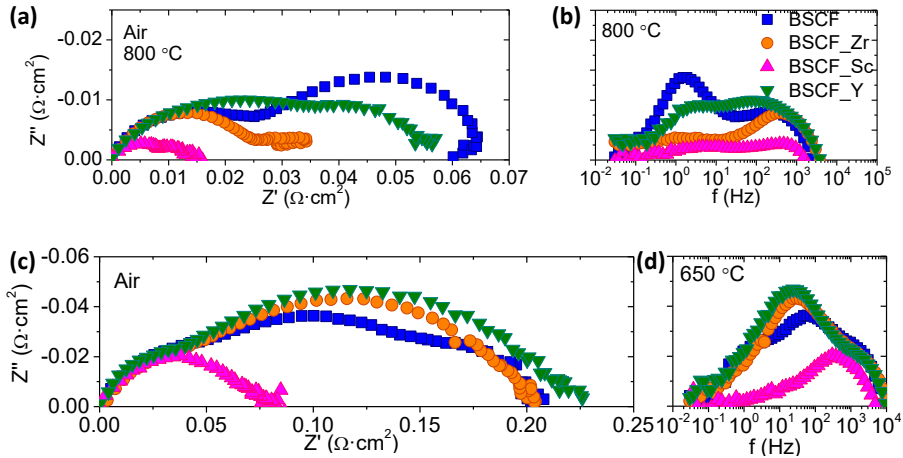 (a)
Air
800 °C
-0.02
-0.01
0.00
Z'' (Ω·cm²)
0.00 0.01 0.02 0.03 0.04 0.05 0.06 0.07
Z' (Ω·cm²)
(b)
800 °C
BSCF
BSCF_Zr
BSCF_Sc
BSCF_Y
10⁻² 10⁻¹ 10⁰ 10¹ 10² 10³ 10⁴ 10⁵
f (Hz)
(c)
Air
-0.06
-0.04
-0.02
0.00
Z'' (Ω·cm²)
0.00 0.05 0.10 0.15 0.20 0.25
Z' (Ω·cm²)
(d)
650 °C
10⁻² 10⁻¹ 10⁰ 10¹ 10² 10³ 10⁴
f (Hz)